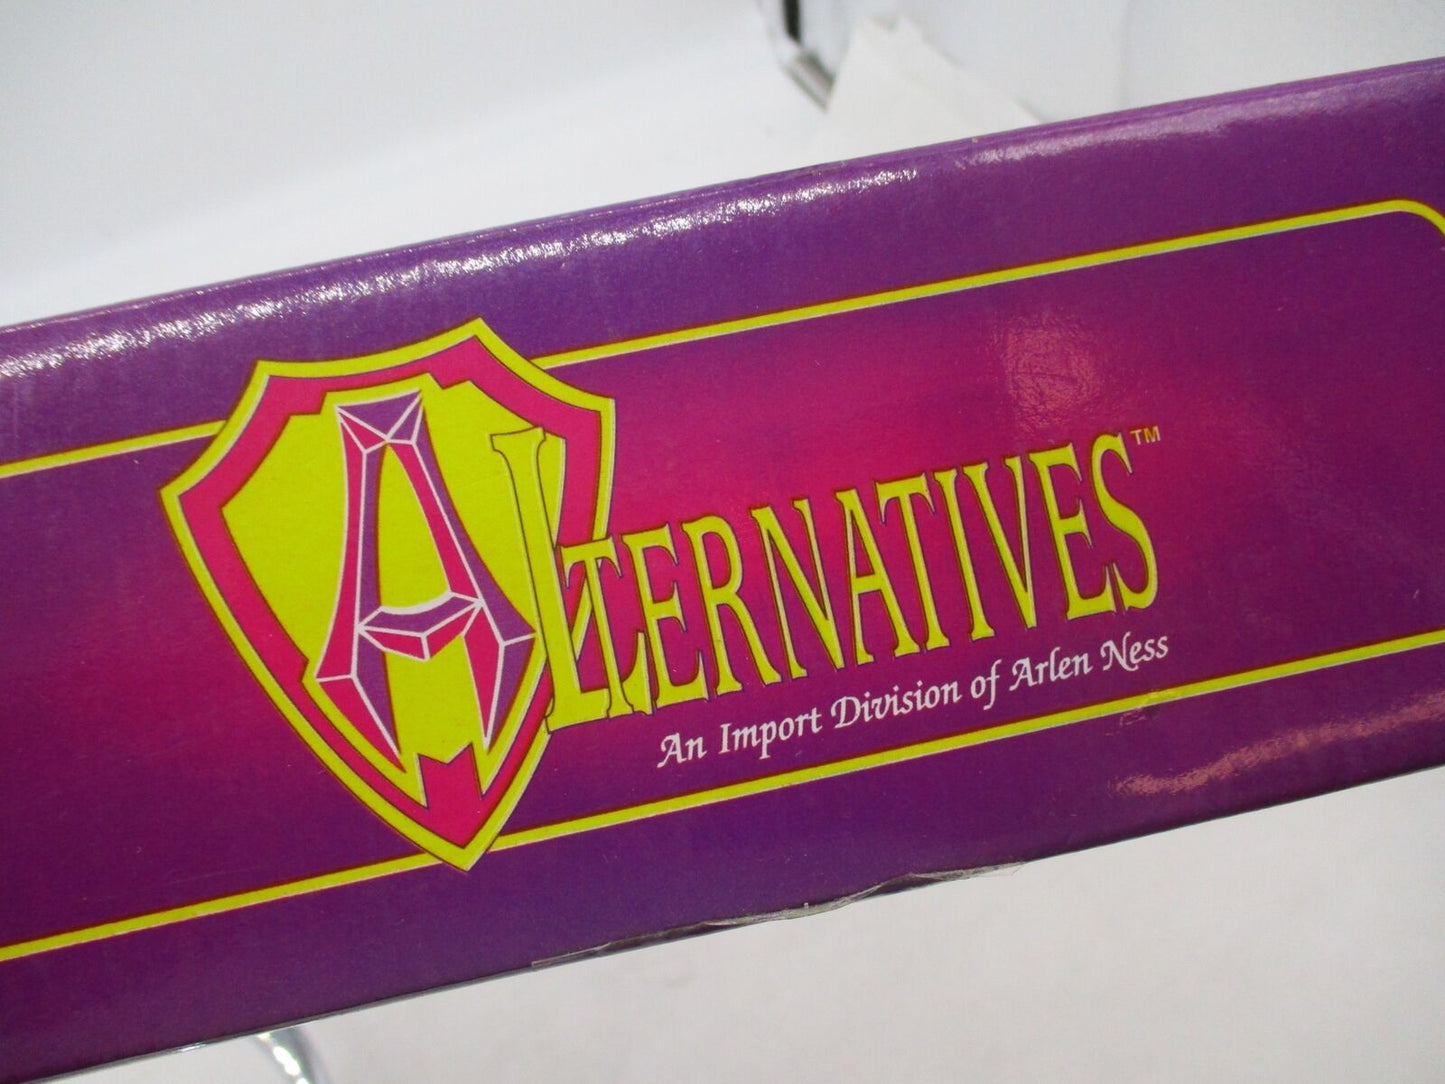 ALTERNATIVES™
An Import Division of Arlen Ness